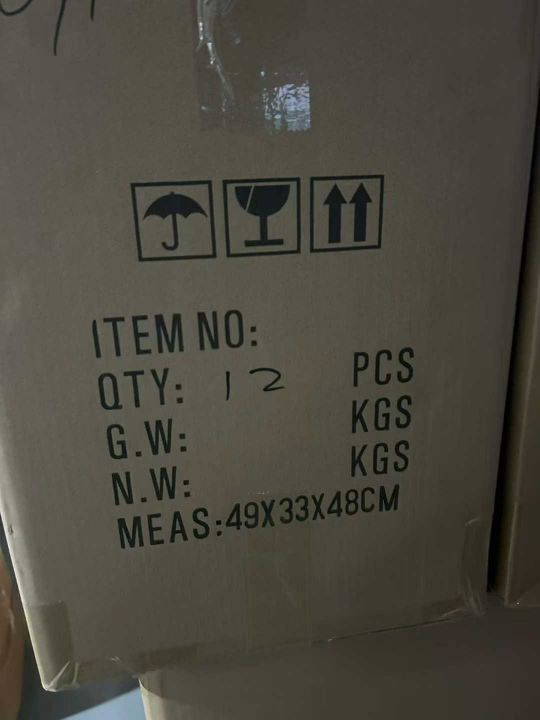 ITEM NO:
QTY: 12 PCS
G.W: KGS
N.W: KGS
MEAS:49X33X48CM